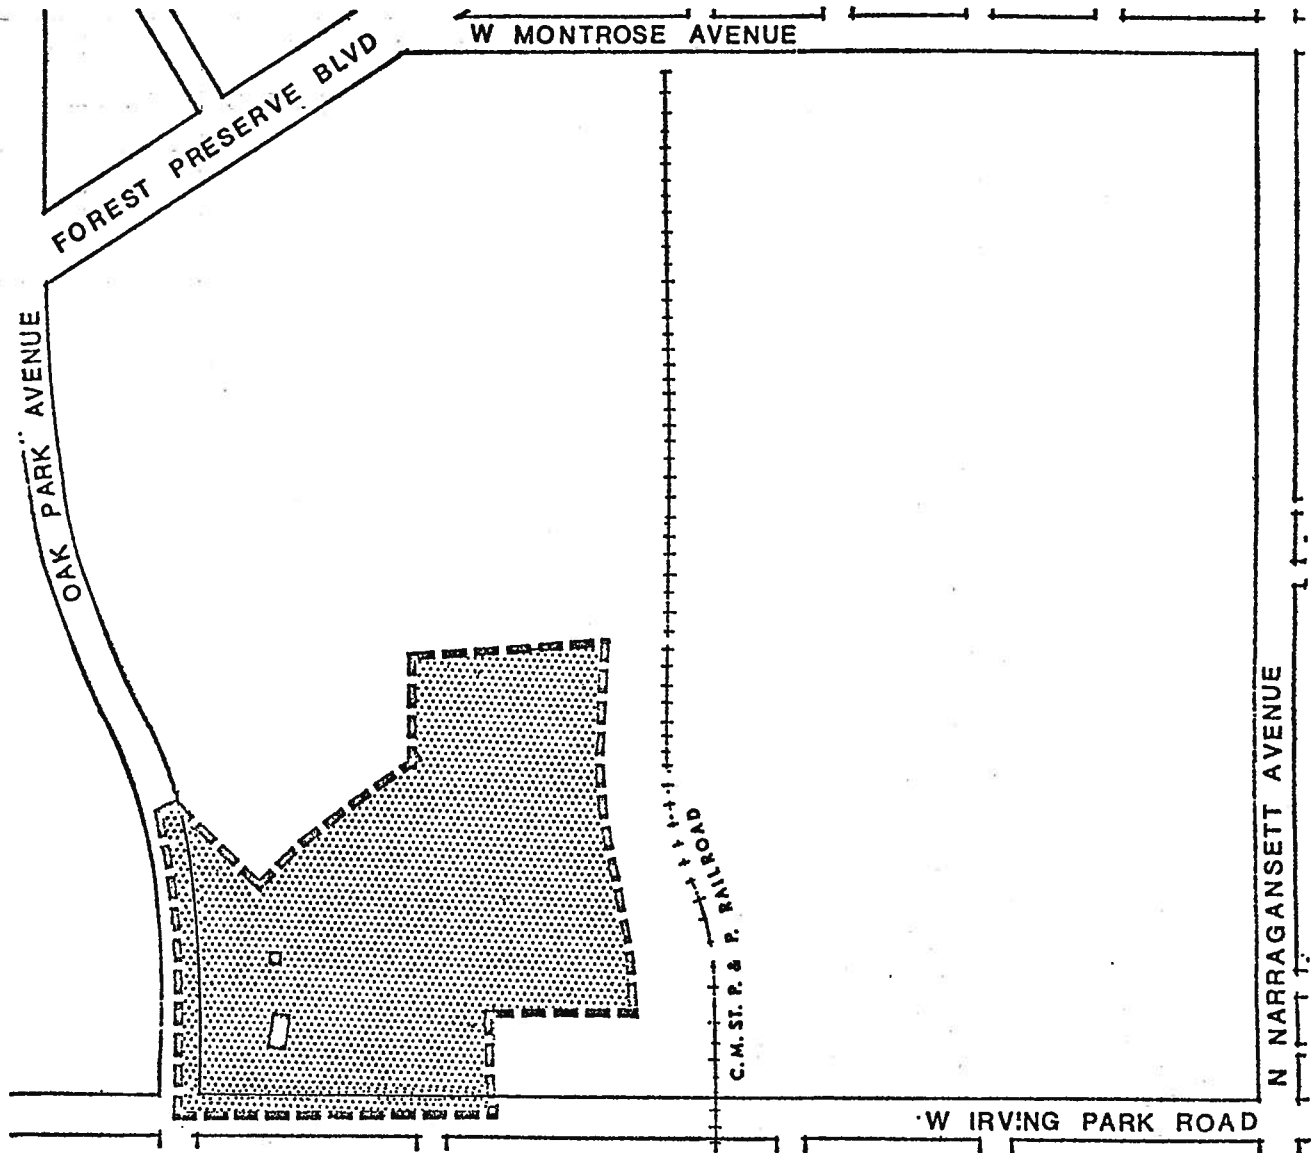 W MONTROSE AVENUE
FOREST PRESERVE BLVD
OAK PARK AVENUE
C.M. ST. P. & P. RAILROAD
N NARRAGANSETT AVENUE
W IRVING PARK ROAD